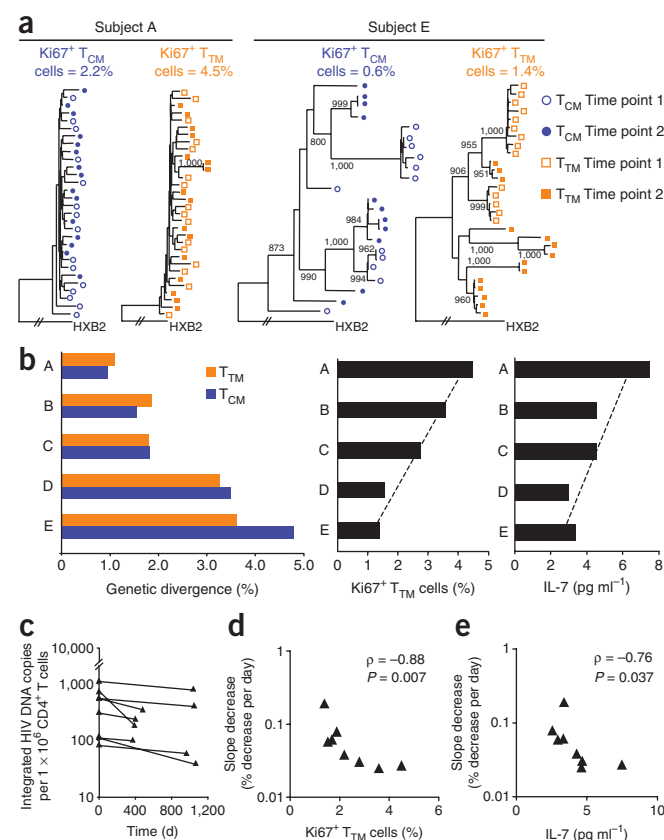 a
Subject A
Subject E
Ki67+ TCM
cells = 2.2%
Ki67+ TTM
cells = 4.5%
Ki67+ TCM
cells = 0.6%
Ki67+ TTM
cells = 1.4%
1,000
HXB2
HXB2
999
800
1,000
873
984
1,000
962
990
994
HXB2
1,000
955
906
951
999
1,000
1,000
1,000
960
HXB2
TCM Time point 1
TCM Time point 2
TTM Time point 1
TTM Time point 2
b
A
B
C
D
E
TTM
TCM
0.0 1.0 2.0 3.0 4.0 5.0
Genetic divergence (%)
A
B
C
D
E
0 1 2 3 4 5
Ki67+ TTM cells (%)
A
B
C
D
E
0 2 4 6 8
IL-7 (pg ml−1)
c
Integrated HIV DNA copies
per 1 × 106 CD4+ T cells
10,000
1,000
100
10
0 400 800 1,200
Time (d)
d
Slope decrease
(% decrease per day)
1
0.1
0.01
ρ = –0.88
P = 0.007
0 2 4 6
Ki67+ TTM cells (%)
e
Slope decrease
(% decrease per day)
1
0.1
0.01
ρ = –0.76
P = 0.037
0 5 10
IL-7 (pg ml−1)